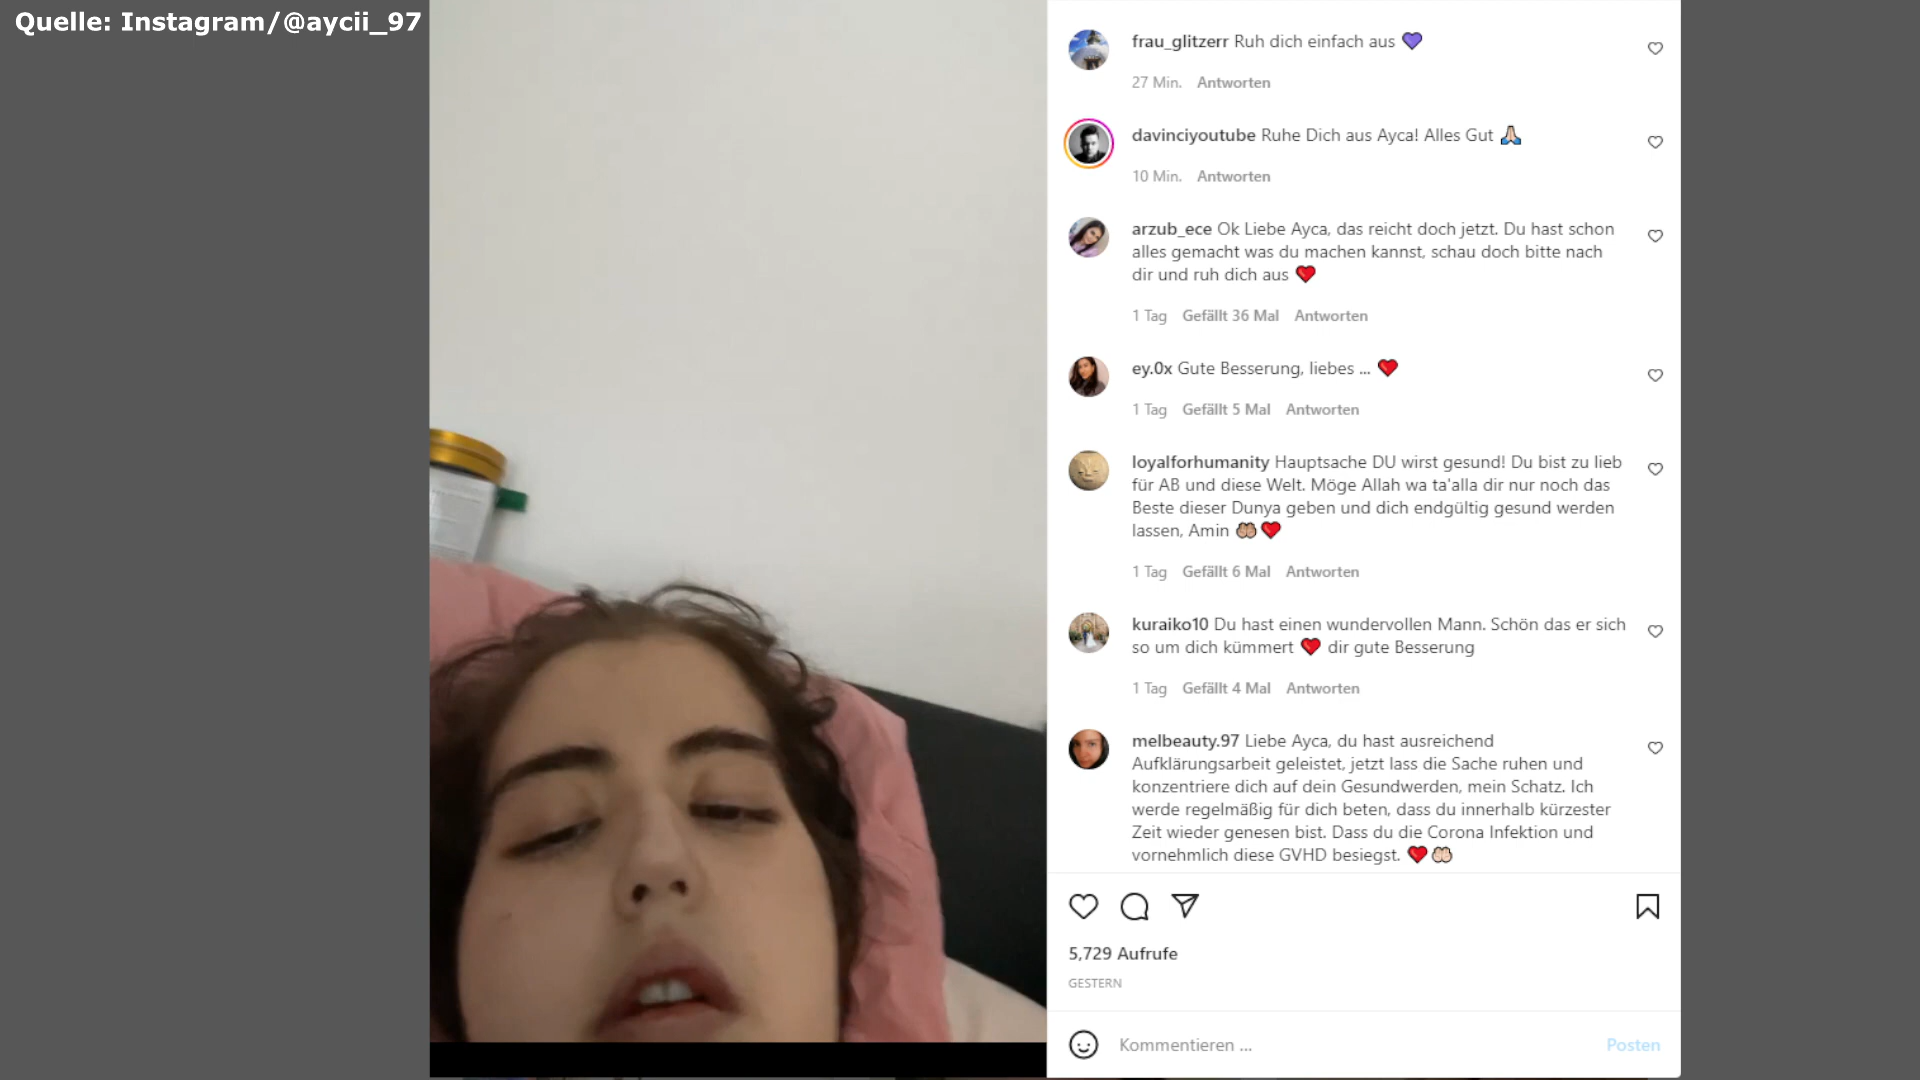 Quelle: Instagram/@aycii_97
frau_glitzerr Ruh dich einfach aus 💜
27 Min. Antworten
davinciyoutube Ruhe Dich aus Ayca! Alles Gut 🙏🏻
10 Min. Antworten
arzub_ece Ok Liebe Ayca, das reicht doch jetzt. Du hast schon
alles gemacht was du machen kannst, schau doch bitte nach
dir und ruh dich aus ❤️
1 Tag Gefällt 36 Mal Antworten
ey.0x Gute Besserung, liebes ... ❤️
1 Tag Gefällt 5 Mal Antworten
loyalforhumanity Hauptsache DU wirst gesund! Du bist zu lieb
für AB und diese Welt. Möge Allah wa ta'alla dir nur noch das
Beste dieser Dunya geben und dich endgültig gesund werden
lassen, Amin 🤲🏽❤️
1 Tag Gefällt 6 Mal Antworten
kuraiko10 Du hast einen wundervollen Mann. Schön das er sich
so um dich kümmert ❤️ dir gute Besserung
1 Tag Gefällt 4 Mal Antworten
melbeauty.97 Liebe Ayca, du hast ausreichend
Aufklärungsarbeit geleistet, jetzt lass die Sache ruhen und
konzentriere dich auf dein Gesundwerden, mein Schatz. Ich
werde regelmäßig für dich beten, dass du innerhalb kürzester
Zeit wieder genesen bist. Dass du die Corona Infektion und
vornehmlich diese GVHD besiegst. ❤️🤲🏻
5,729 Aufrufe
GESTERN
Kommentieren ... Posten